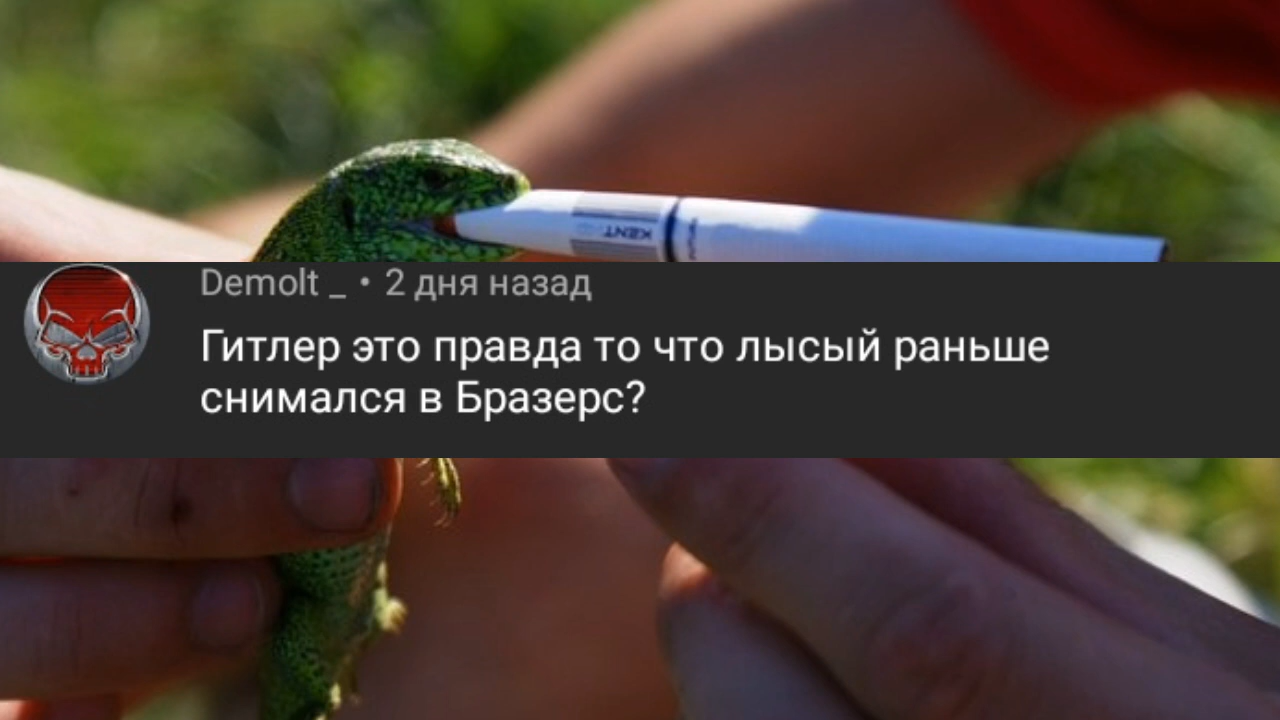 KENT
Demolt _ • 2 дня назад
Гитлер это правда то что лысый раньше
снимался в Бразерс?